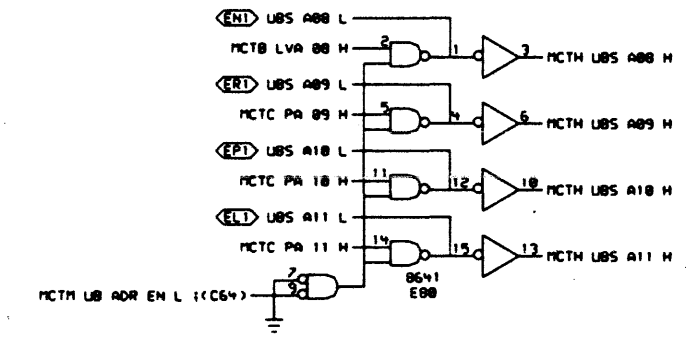 EN1 UBS A08 L
MCTB LVA 08 H 2 1 3 MCTH UBS A08 H
ER1 UBS A09 L
MCTC PA 09 H 5 4 6 MCTH UBS A09 H
EP1 UBS A10 L
MCTC PA 10 H 11 12 10 MCTH UBS A10 H
EL1 UBS A11 L
MCTC PA 11 H 14 15 13 MCTH UBS A11 H
8641
E80
7
MCTM UB ADR EN L ;(C64) 9